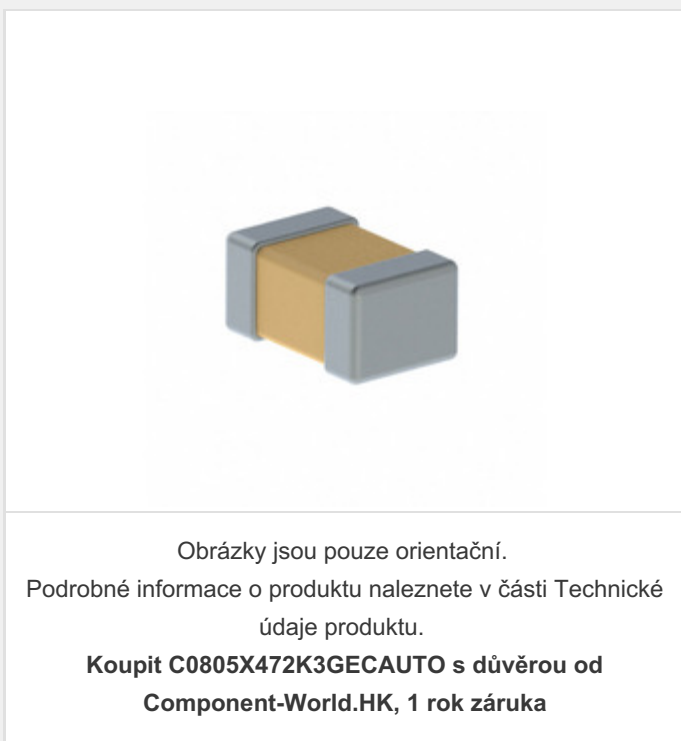 Obrázky jsou pouze orientační.
Podrobné informace o produktu naleznete v části Technické
údaje produktu.
Koupit C0805X472K3GECAUTO s důvěrou od
Component-World.HK, 1 rok záruka